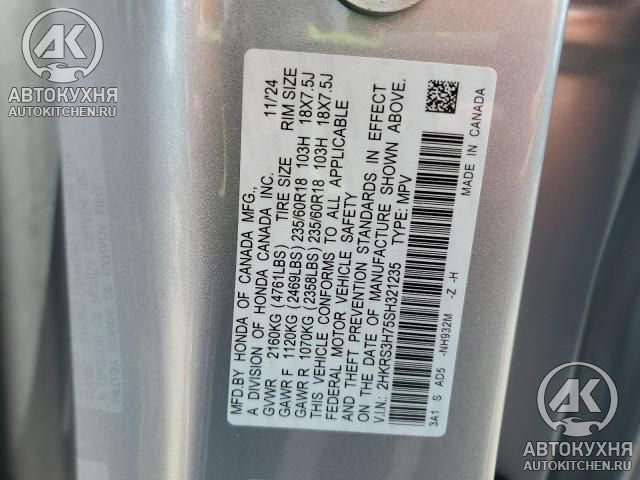 АВТОКУХНЯ
AUTOKITCHEN.RU
MFD.BY HONDA OF CANADA MFG.,
A DIVISION OF HONDA CANADA INC. 11/24
GVWR 2160KG (4761LBS) TIRE SIZE RIM SIZE
GAWR F 1120KG (2469LBS) 235/60R18 103H 18X7.5J
GAWR R 1070KG (2358LBS) 235/60R18 103H 18X7.5J
THIS VEHICLE CONFORMS TO ALL APPLICABLE
FEDERAL MOTOR VEHICLE SAFETY
AND THEFT PREVENTION STANDARDS IN EFFECT
ON THE DATE OF MANUFACTURE SHOWN ABOVE.
V.I.N.: 2HKRS3H75SH321235 TYPE: MPV
3A1 S AD5 -NH932M -Z -H MADE IN CANADA
АВТОКУХНЯ
AUTOKITCHEN.RU